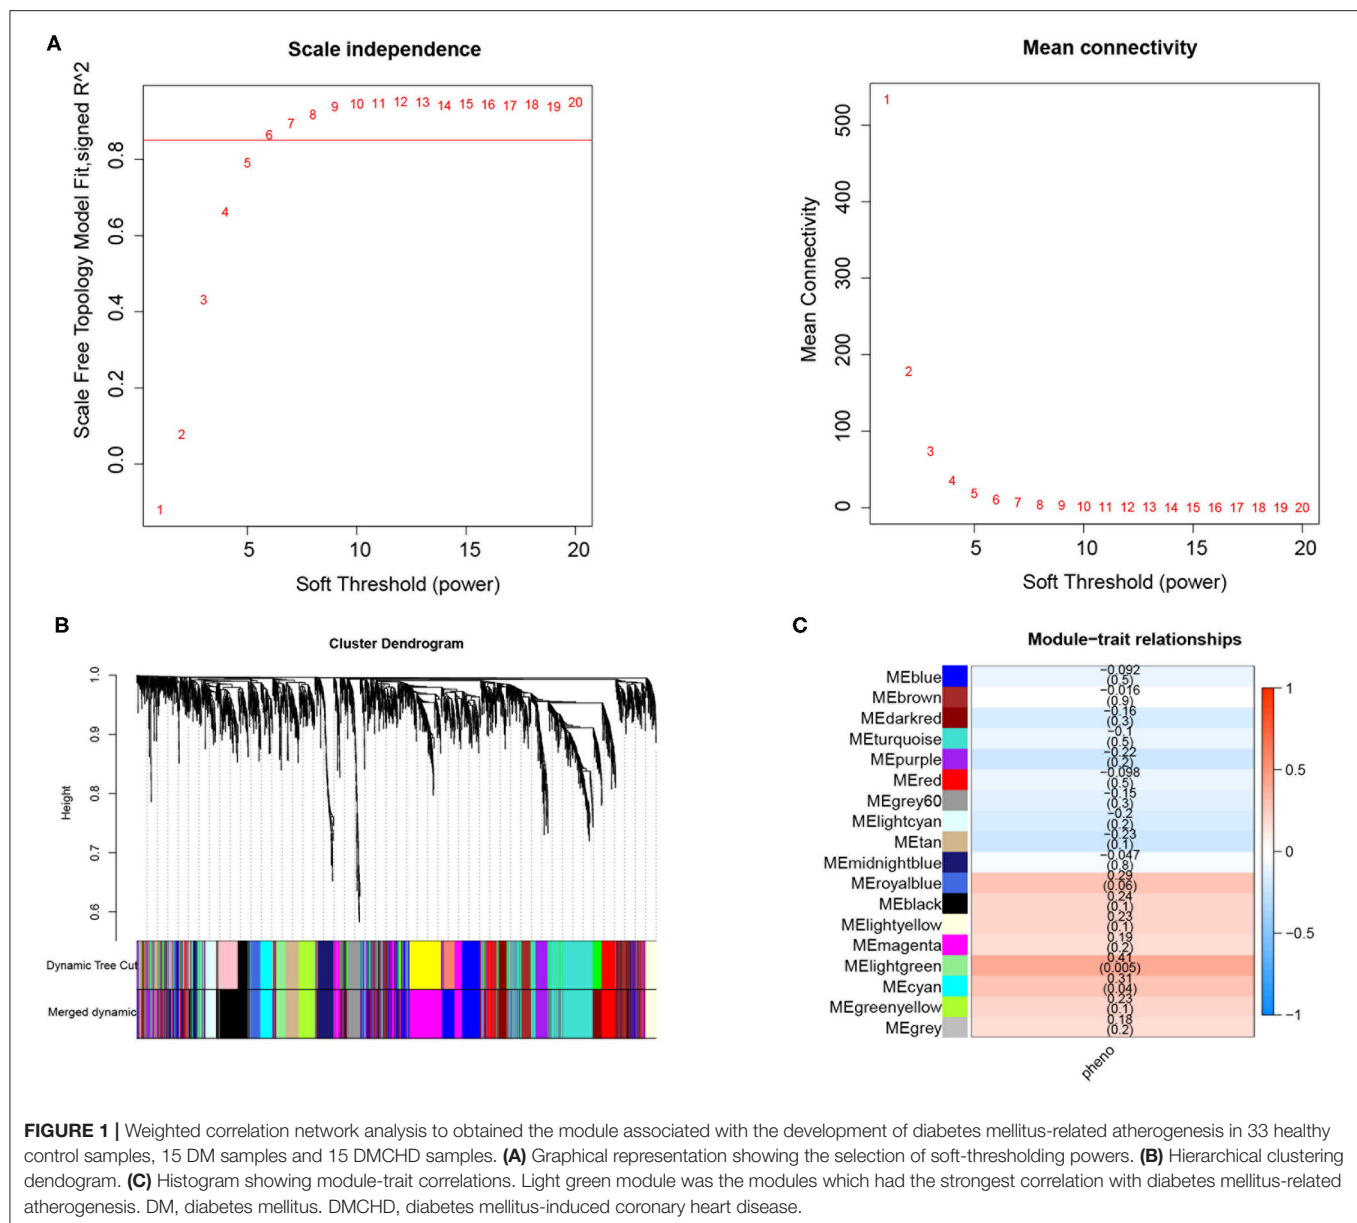 A
Scale independence
Scale Free Topology Model Fit,signed R^2
0.0 0.2 0.4 0.6 0.8
1 2 3 4 5 6 7 8 9 10 11 12 13 14 15 16 17 18 19 20
5 10 15 20
Soft Threshold (power)
Mean connectivity
Mean Connectivity
0 100 200 300 400 500
1 2 3 4 5 6 7 8 9 10 11 12 13 14 15 16 17 18 19 20
5 10 15 20
Soft Threshold (power)
B
Cluster Dendrogram
Height
1.0
0.9
0.8
0.7
0.6
Dynamic Tree Cut
Merged dynamic
C
Module−trait relationships
MEblue −0.092 (0.5)
MEbrown −0.016 (0.9)
MEdarkred −0.16 (0.3)
MEturquoise −0.1 (0.5)
MEpurple −0.22 (0.2)
MEred −0.098 (0.5)
MEgrey60 −0.15 (0.3)
MElightcyan −0.2 (0.2)
MEtan −0.23 (0.1)
MEmidnightblue −0.047 (0.8)
MEroyalblue 0.29 (0.06)
MEblack 0.24 (0.1)
MElightyellow 0.23 (0.1)
MEmagenta 0.19 (0.2)
MElightgreen 0.41 (0.005)
MEcyan 0.31 (0.04)
MEgreenyellow 0.23 (0.1)
MEgrey 0.18 (0.2)
pheno
1
0.5
0
−0.5
−1
FIGURE 1 | Weighted correlation network analysis to obtained the module associated with the development of diabetes mellitus-related atherogenesis in 33 healthy
control samples, 15 DM samples and 15 DMCHD samples. (A) Graphical representation showing the selection of soft-thresholding powers. (B) Hierarchical clustering
dendogram. (C) Histogram showing module-trait correlations. Light green module was the modules which had the strongest correlation with diabetes mellitus-related
atherogenesis. DM, diabetes mellitus. DMCHD, diabetes mellitus-induced coronary heart disease.